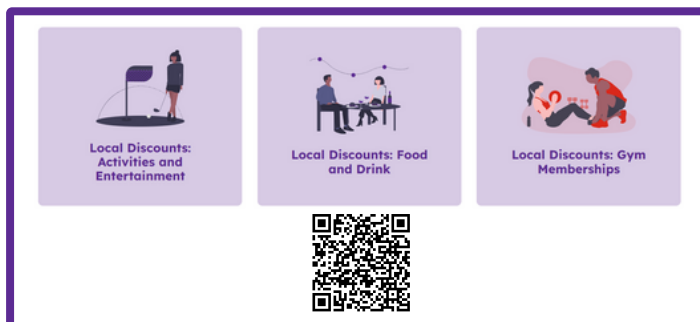 Local Discounts:
Activities and
Entertainment
Local Discounts: Food
and Drink
Local Discounts: Gym
Memberships